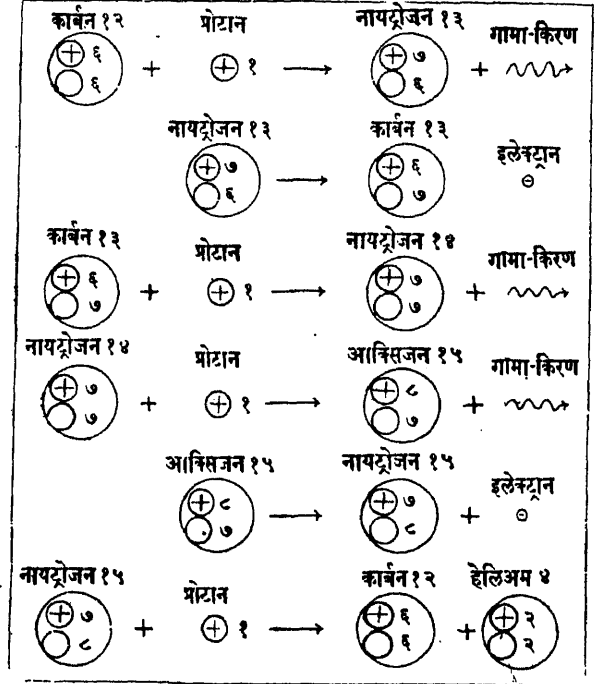 कार्बन १२ प्रोटान नायट्रोजन १३ गामा-किरण
+ ६ + + १ + ७ +
६ ६
नायट्रोजन १३ कार्बन १३ इलेक्ट्रान
+ ७ + ६
६ ७
कार्बन १३ प्रोटान नायट्रोजन १४ गामा-किरण
+ ६ + + १ + ७ +
७ ७
नायट्रोजन १४ प्रोटान आक्सिजन १५ गामा-किरण
+ ७ + + १ + ८ +
७ ७
आक्सिजन १५ नायट्रोजन १५ इलेक्ट्रान
+ ८ + ७ +
७ ८
नायट्रोजन १५ प्रोटान कार्बन १२ हेलिअम ४
+ ७ + + १ + ६ + + २
८ ६ २